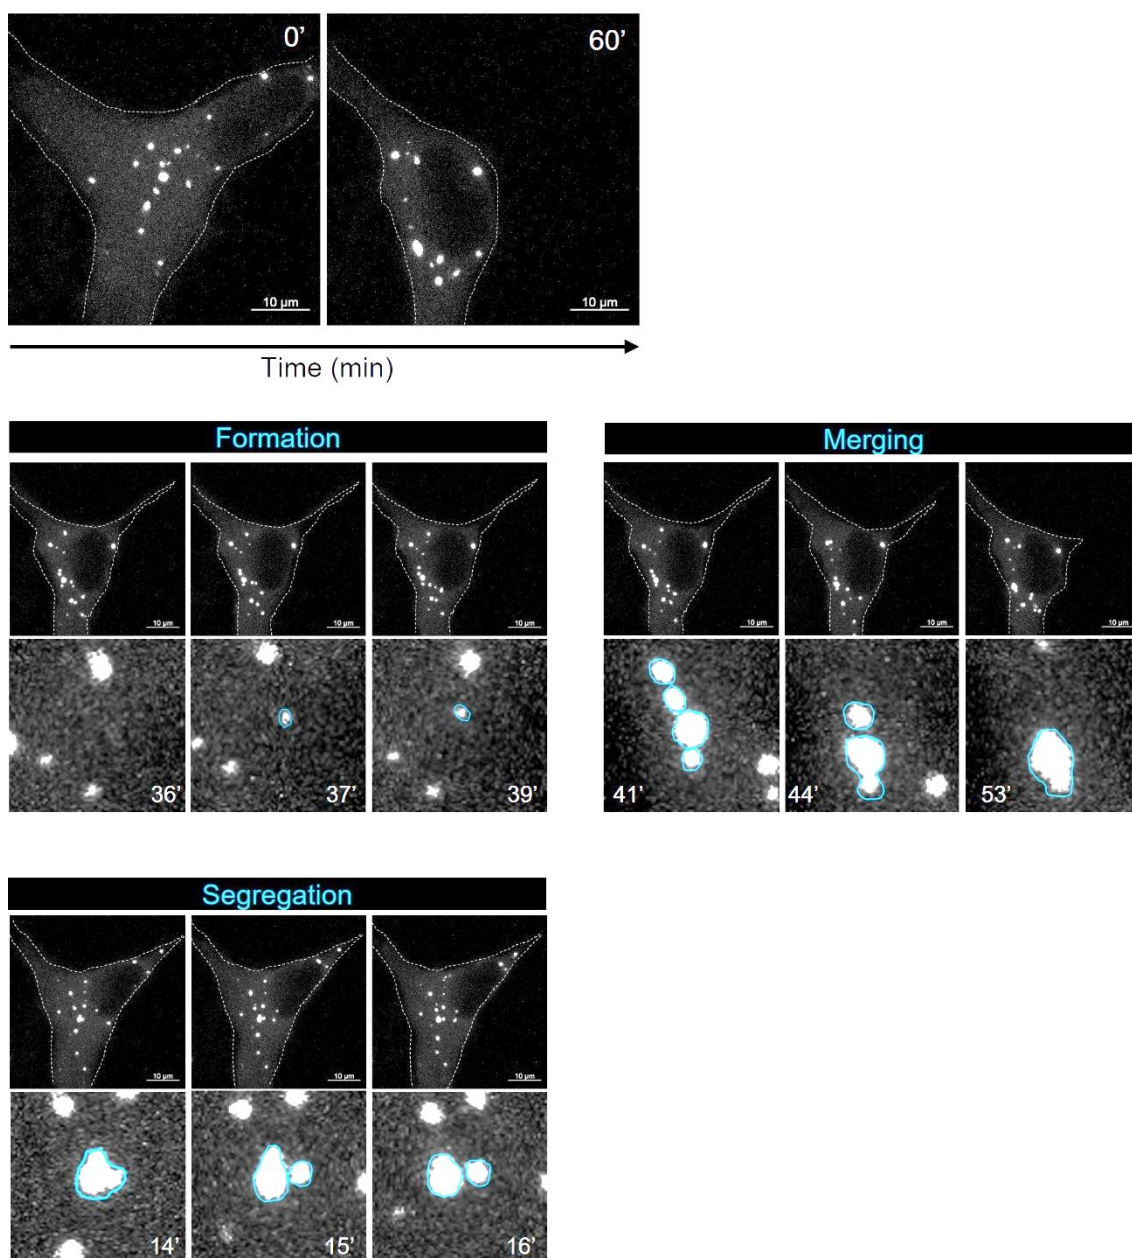 0’
60’
10 µm
10 µm
Time (min)
Formation
10 µm
10 µm
10 µm
36’
37’
39’
Merging
10 µm
10 µm
10 µm
41’
44’
53’
Segregation
10 µm
10 µm
10 µm
14’
15’
16’